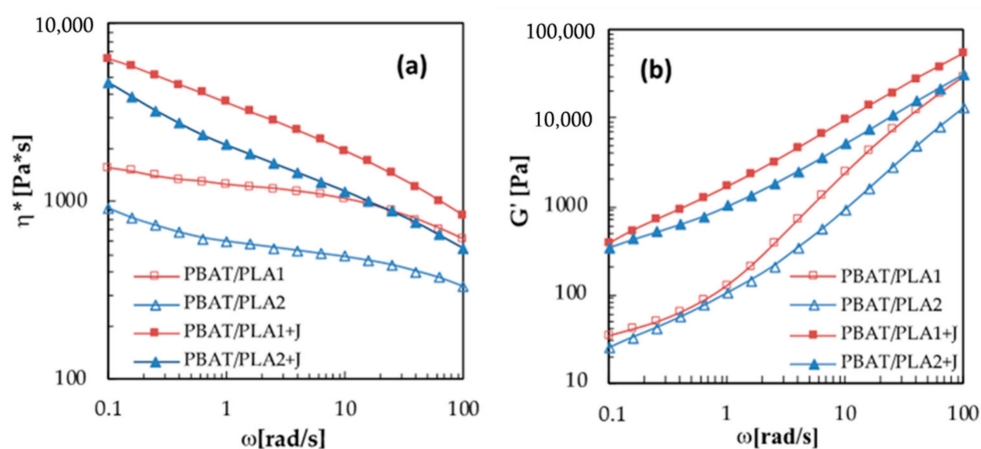 (a)
η* [Pa*s]
10,000
1000
100
PBAT/PLA1
PBAT/PLA2
PBAT/PLA1+J
PBAT/PLA2+J
0.1 1 10 100
ω[rad/s]
(b)
G' [Pa]
100,000
10,000
1000
100
10
PBAT/PLA1
PBAT/PLA2
PBAT/PLA1+J
PBAT/PLA2+J
0.1 1 10 100
ω[rad/s]